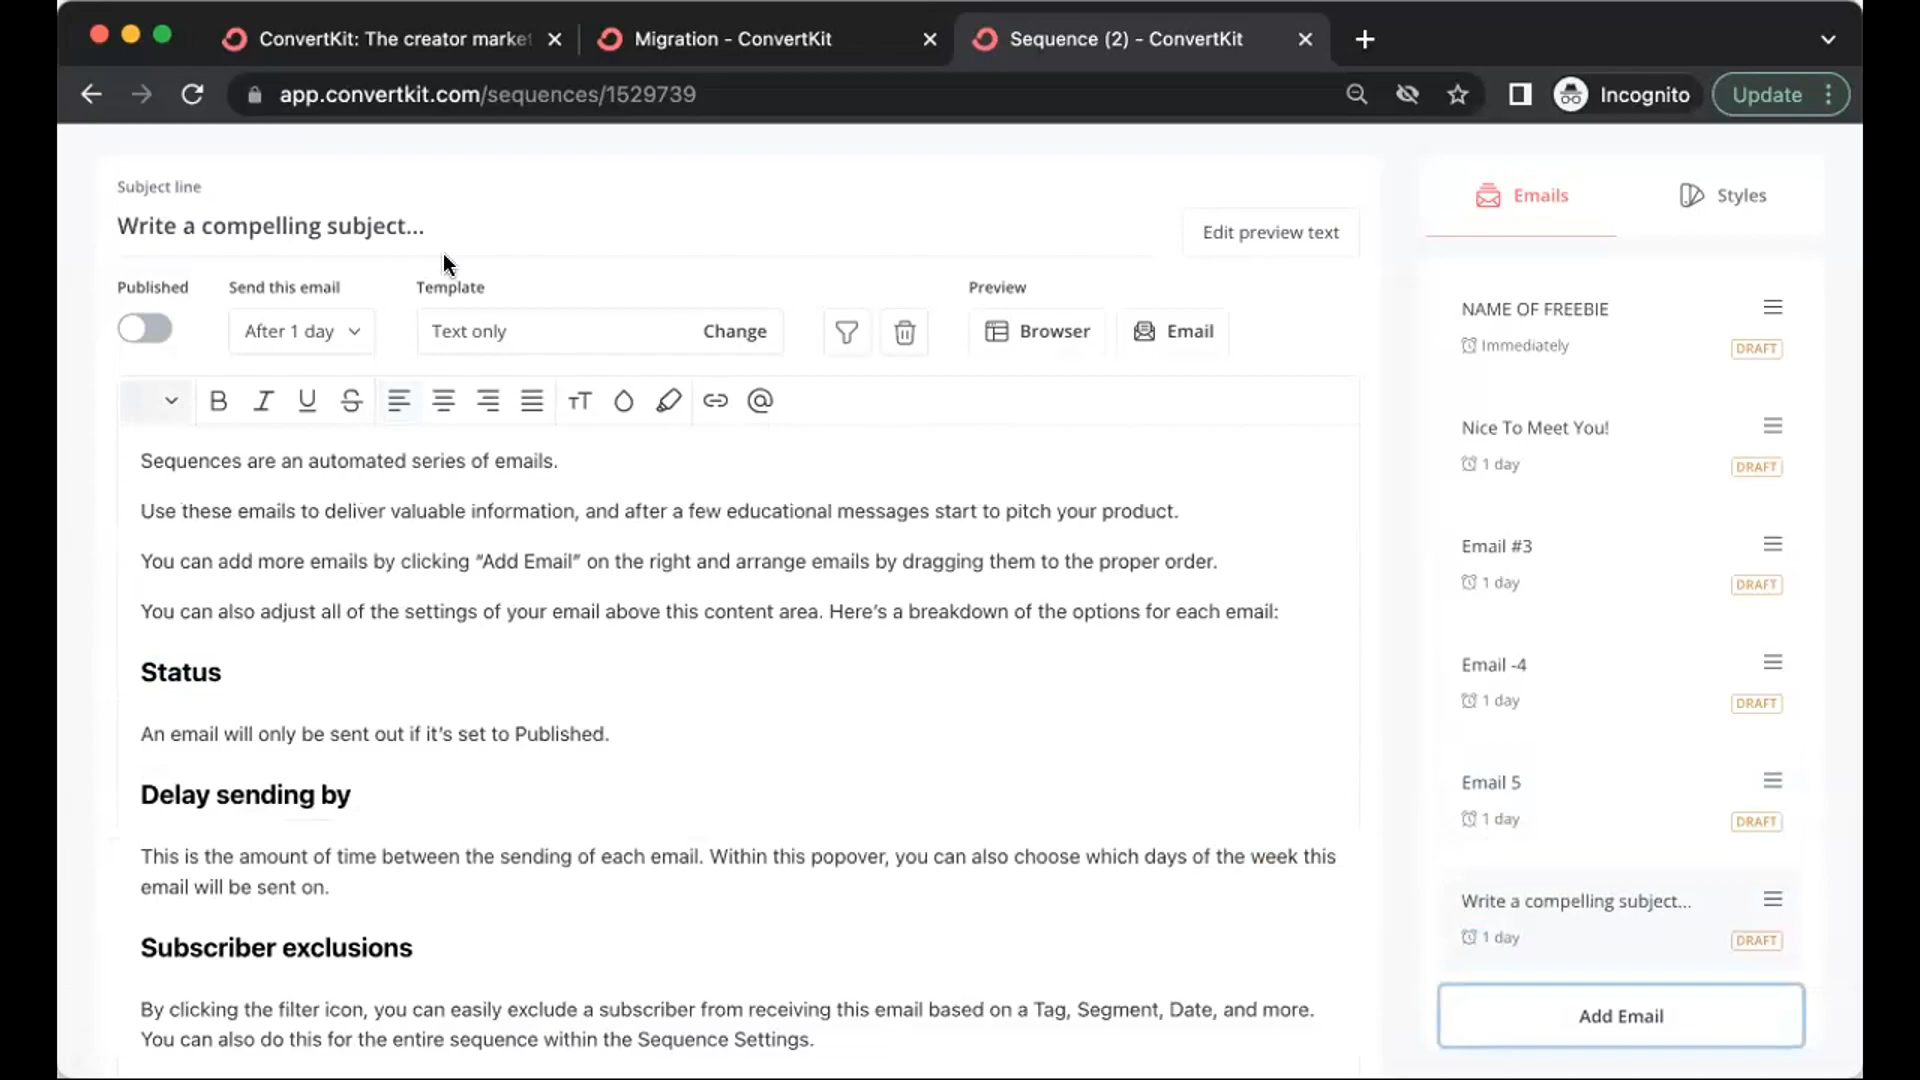 ConvertKit: The creator market
Migration - ConvertKit
Sequence (2) - ConvertKit
app.convertkit.com/sequences/1529739
Incognito
Update
Subject line
Write a compelling subject...
Edit preview text
Published
Send this email
Template
Preview
After 1 day
Text only
Change
Browser
Email
B I U S
tT
@
Sequences are an automated series of emails.
Use these emails to deliver valuable information, and after a few educational messages start to pitch your product.
You can add more emails by clicking “Add Email” on the right and arrange emails by dragging them to the proper order.
You can also adjust all of the settings of your email above this content area. Here’s a breakdown of the options for each email:
Status
An email will only be sent out if it’s set to Published.
Delay sending by
This is the amount of time between the sending of each email. Within this popover, you can also choose which days of the week this
email will be sent on.
Subscriber exclusions
By clicking the filter icon, you can easily exclude a subscriber from receiving this email based on a Tag, Segment, Date, and more.
You can also do this for the entire sequence within the Sequence Settings.
Emails
Styles
NAME OF FREEBIE
Immediately
DRAFT
Nice To Meet You!
1 day
DRAFT
Email #3
1 day
DRAFT
Email -4
1 day
DRAFT
Email 5
1 day
DRAFT
Write a compelling subject...
1 day
DRAFT
Add Email